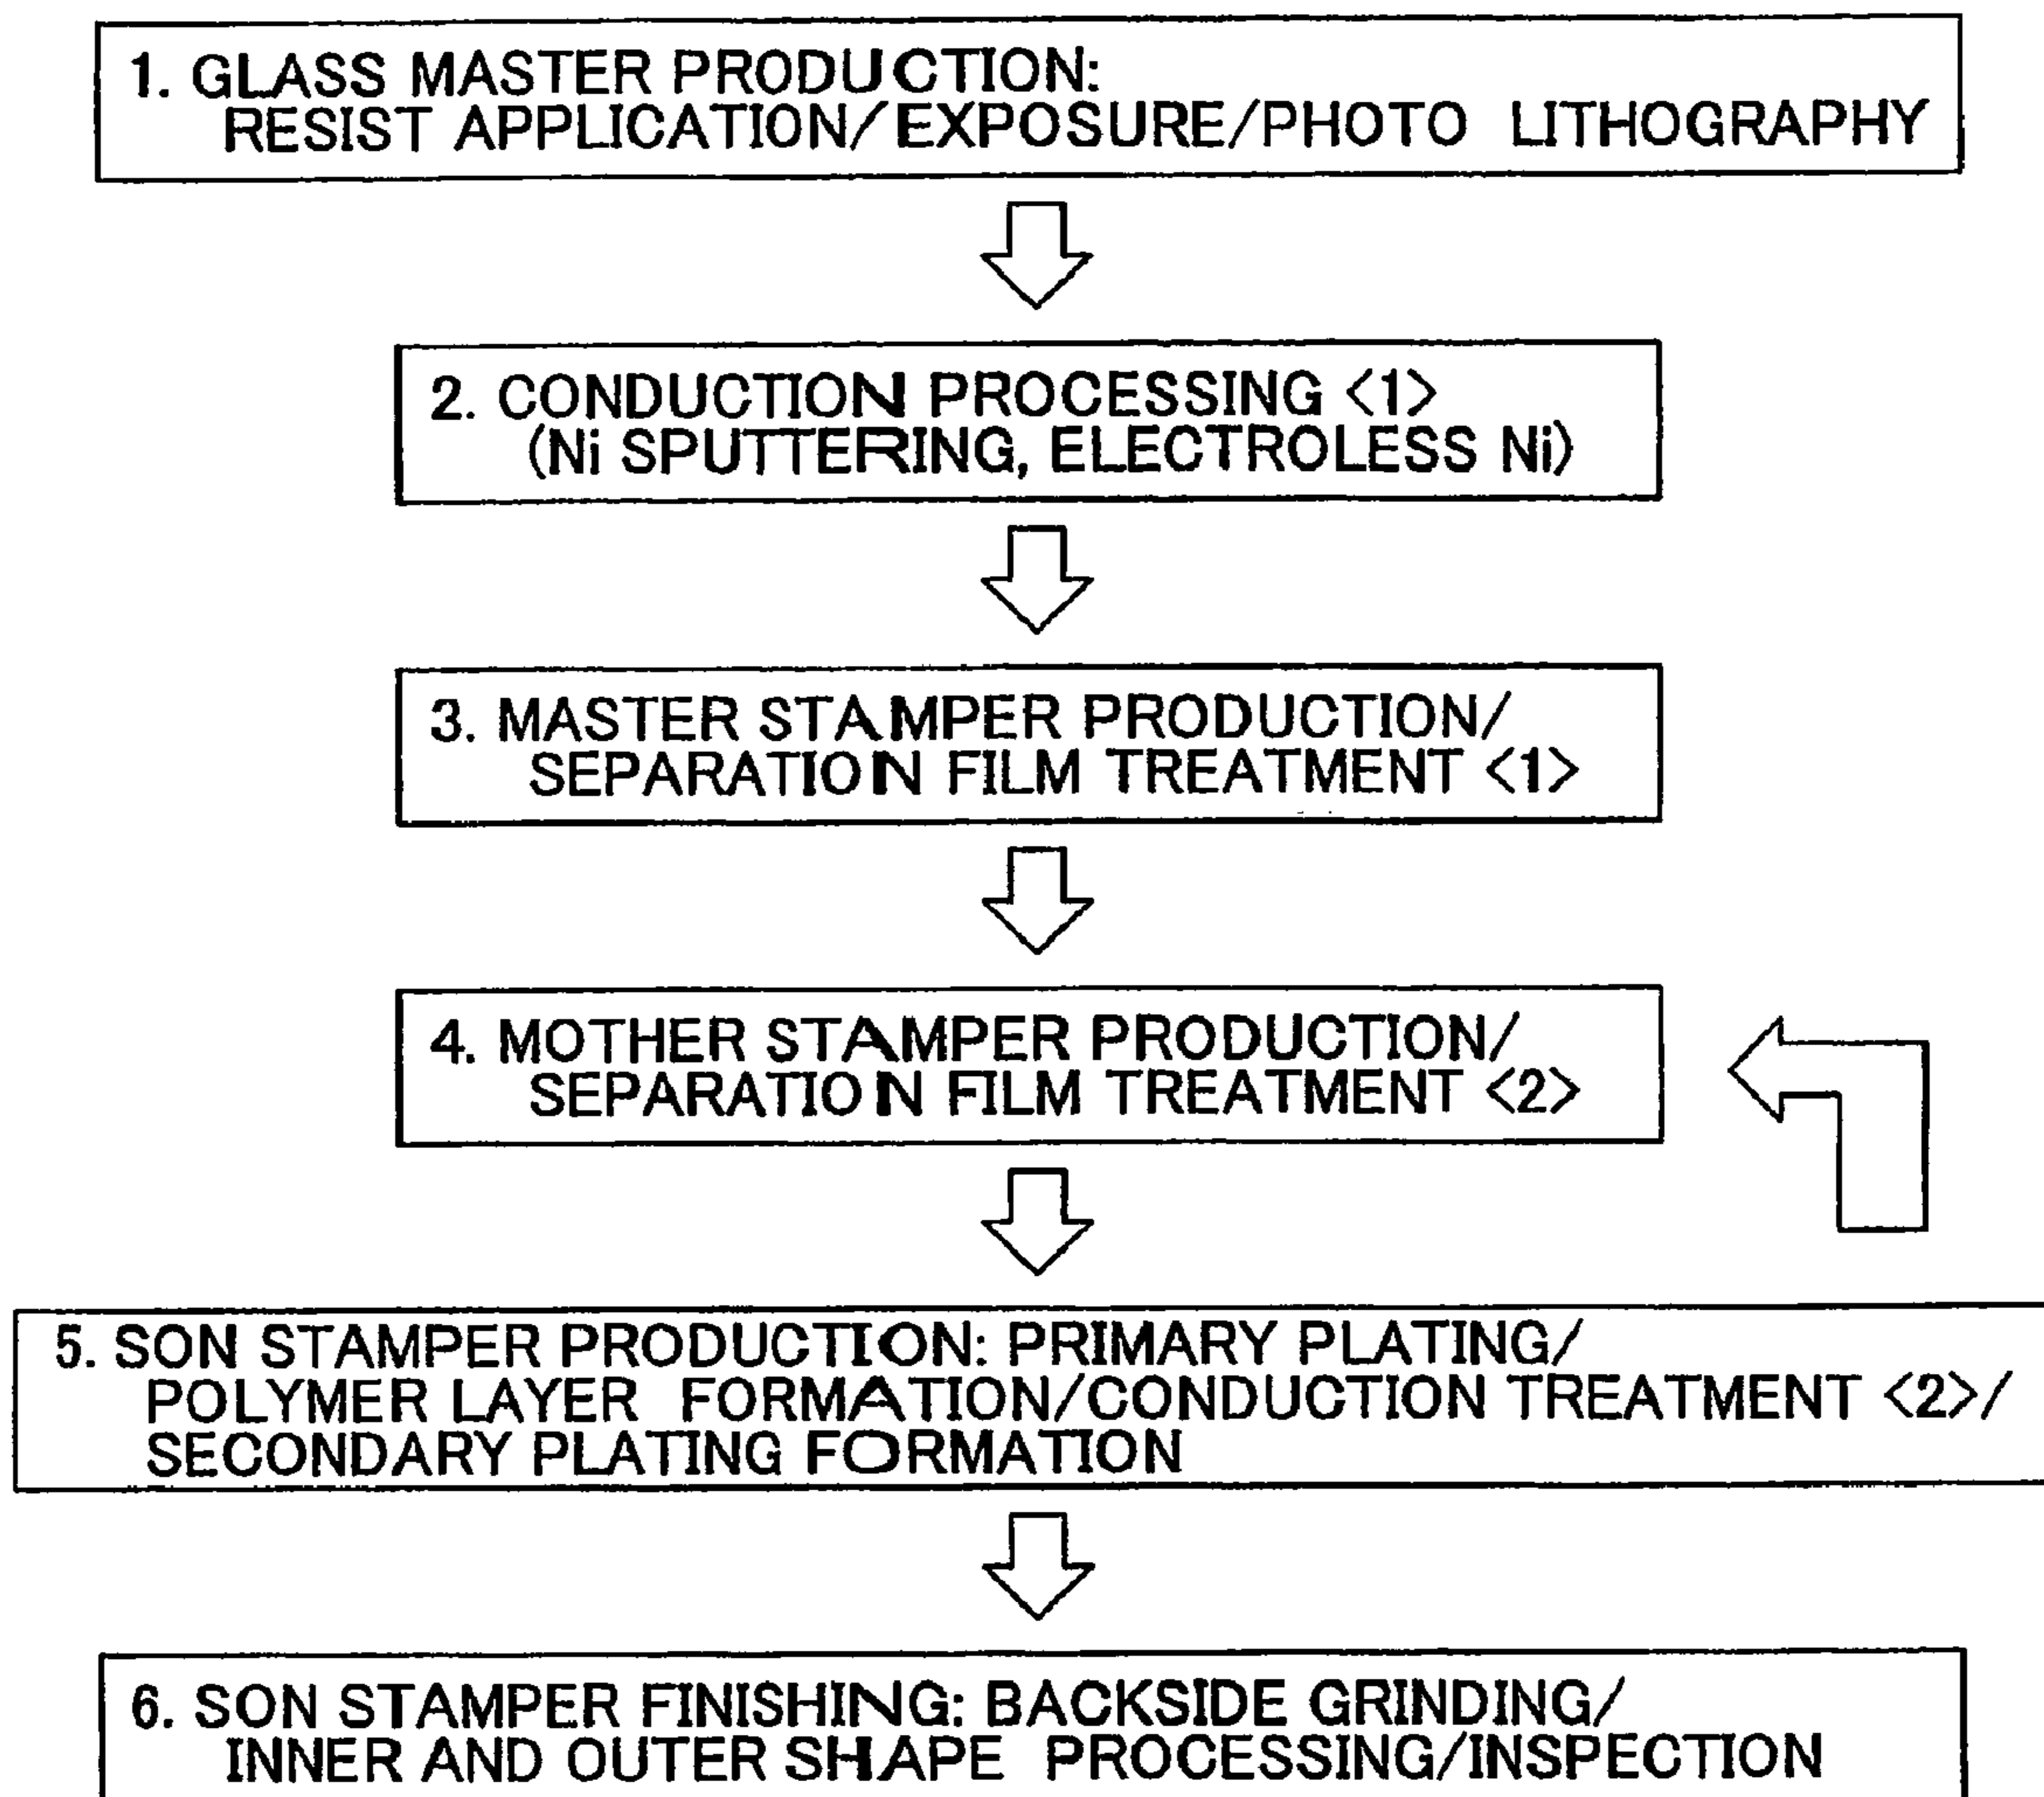 1. GLASS MASTER PRODUCTION:
RESIST APPLICATION/EXPOSURE/PHOTO LITHOGRAPHY
2. CONDUCTION PROCESSING <1>
(Ni SPUTTERING, ELECTROLESS Ni)
3. MASTER STAMPER PRODUCTION/
SEPARATION FILM TREATMENT <1>
4. MOTHER STAMPER PRODUCTION/
SEPARATION FILM TREATMENT <2>
5. SON STAMPER PRODUCTION: PRIMARY PLATING/
POLYMER LAYER FORMATION/CONDUCTION TREATMENT <2>/
SECONDARY PLATING FORMATION
6. SON STAMPER FINISHING: BACKSIDE GRINDING/
INNER AND OUTER SHAPE PROCESSING/INSPECTION